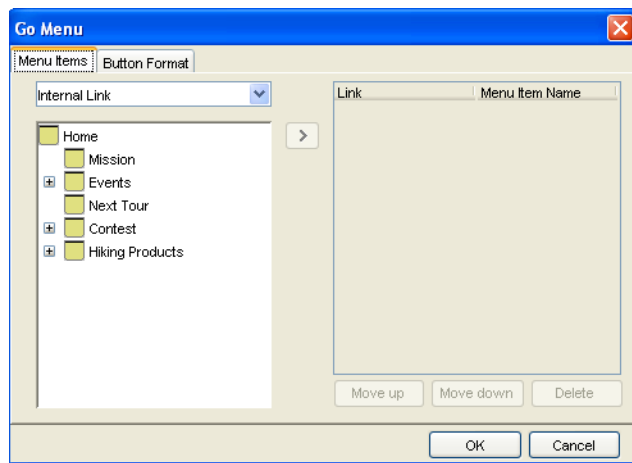 Go Menu
Menu Items Button Format
Internal Link
Home
Mission
Events
Next Tour
Contest
Hiking Products
>
Link Menu Item Name
Move up Move down Delete
OK Cancel